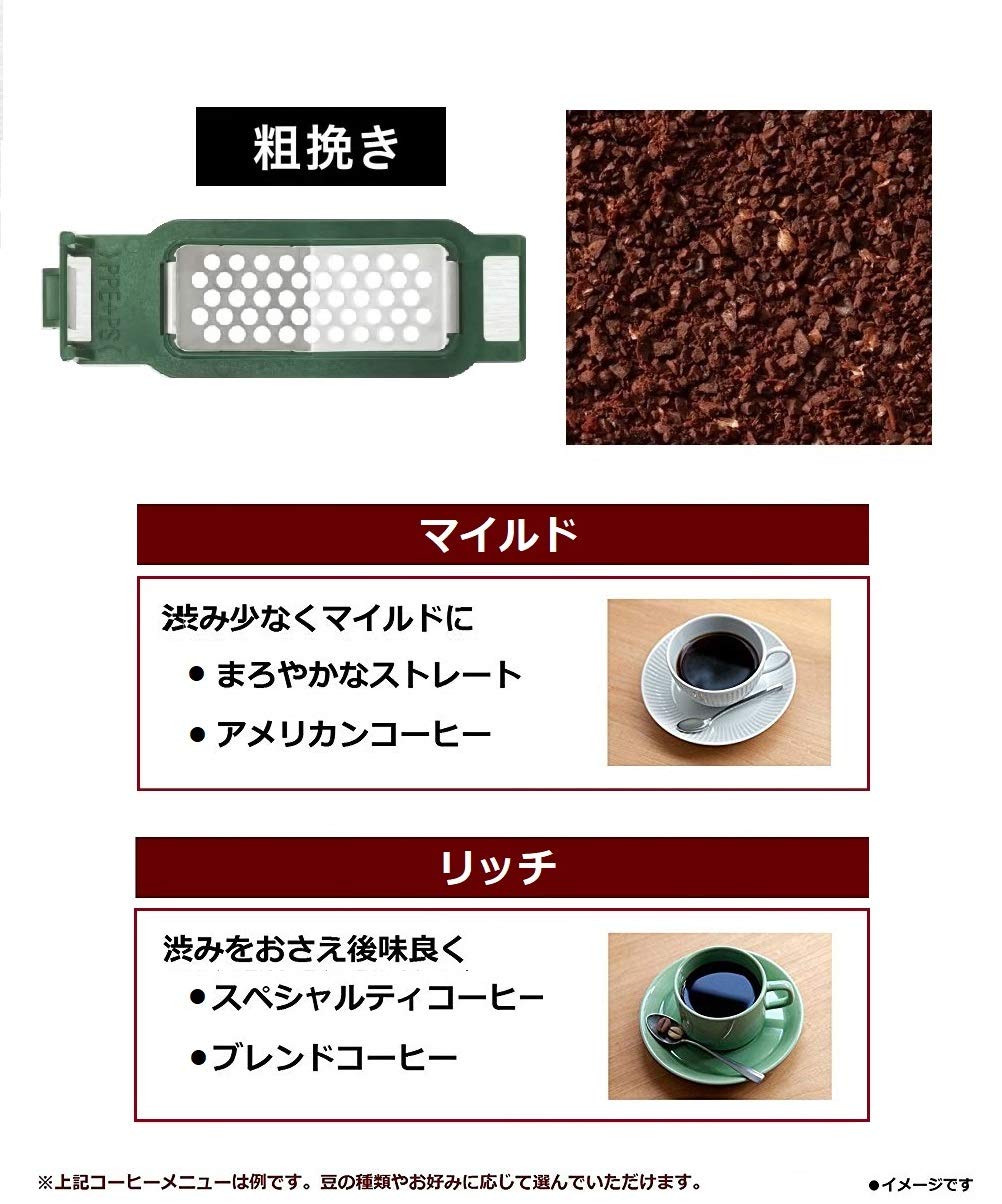 粗挽き
>PPE+PS<
マイルド
渋み少なくマイルドに
● まろやかなストレート
● アメリカンコーヒー
リッチ
渋みをおさえ後味良く
●スペシャルティコーヒー
●ブレンドコーヒー
※上記コーヒーメニューは例です。豆の種類やお好みに応じて選んでいただけます。
●イメージです